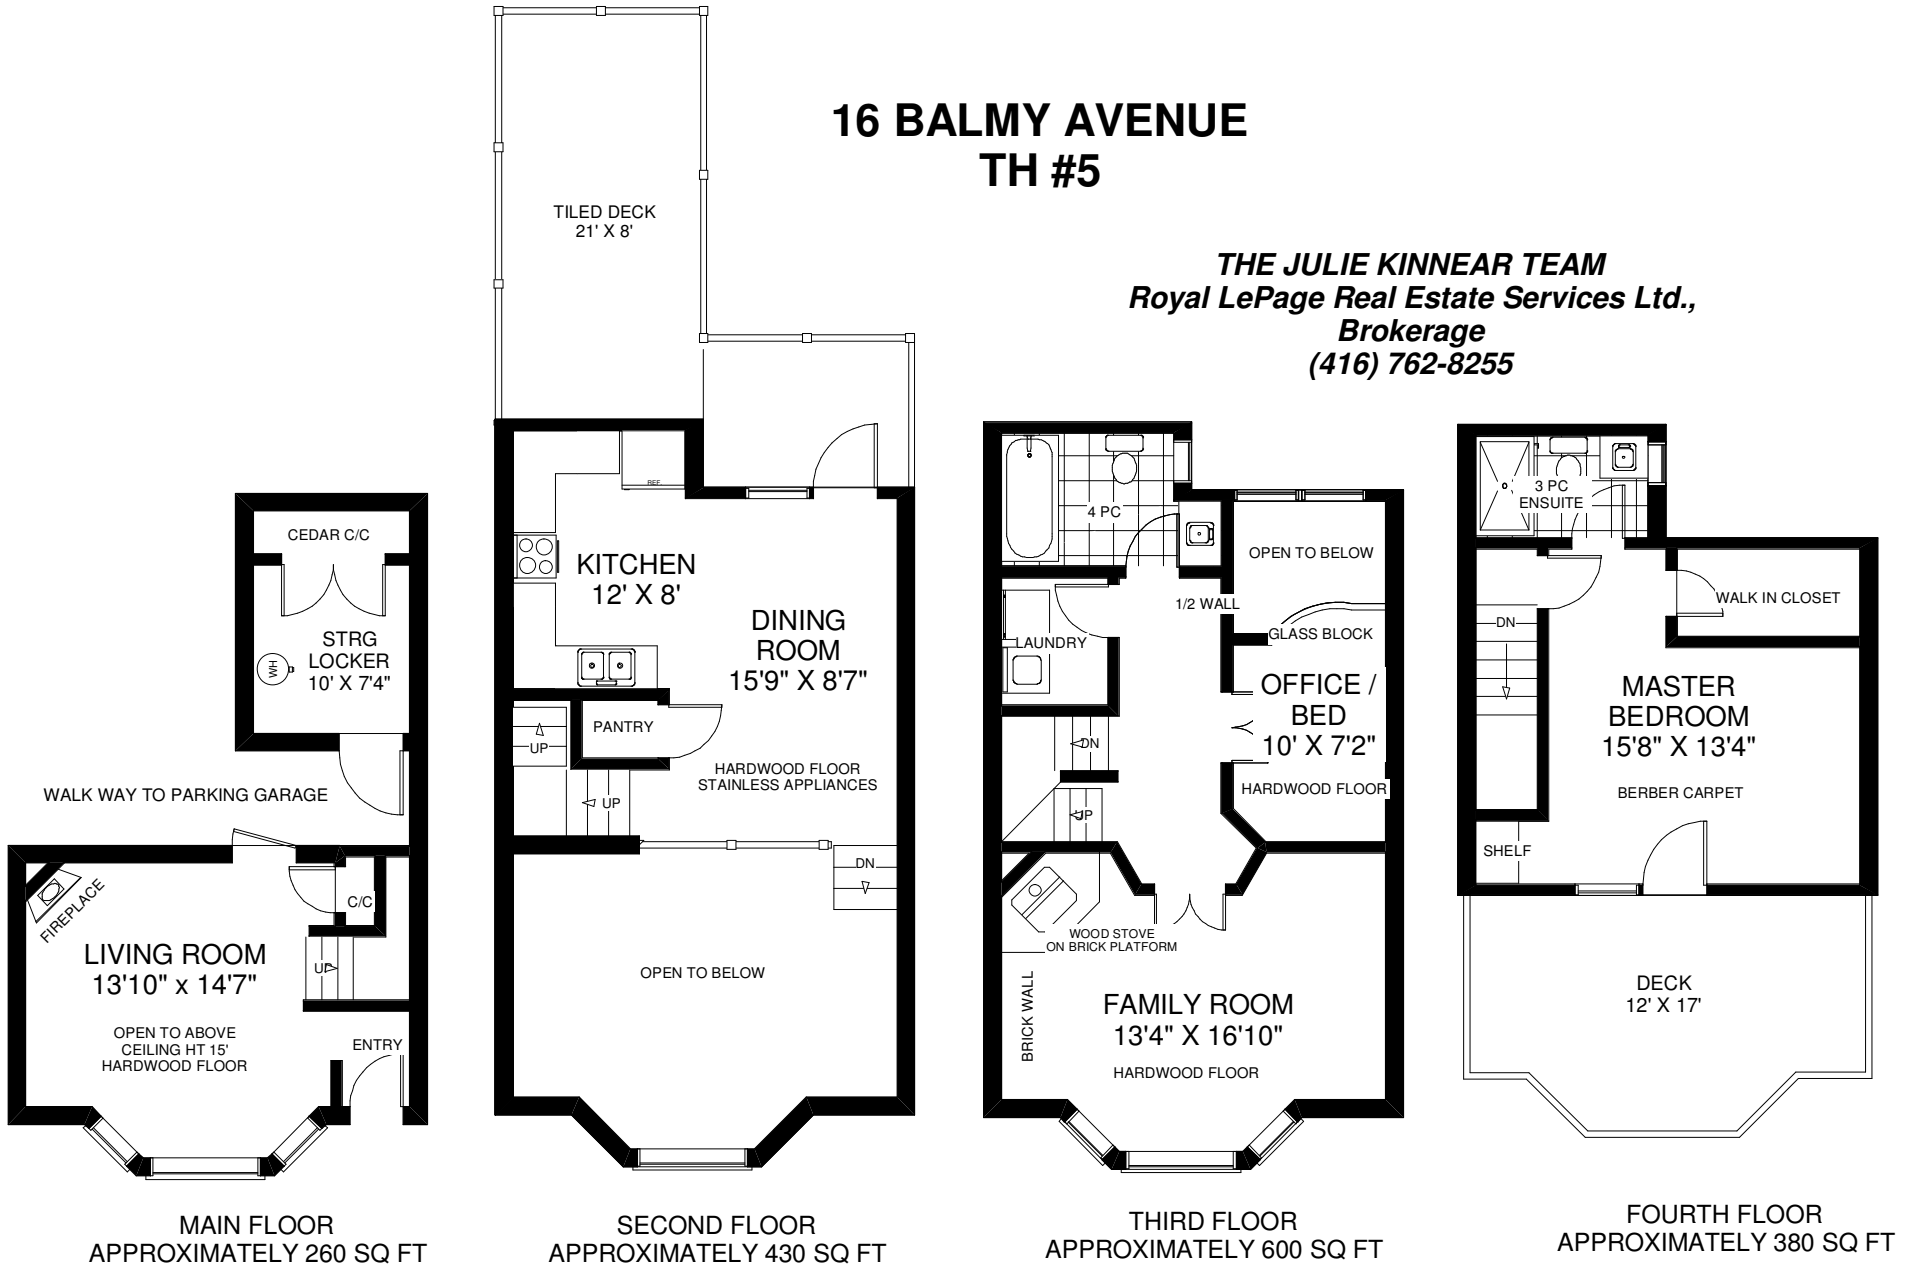 16 BALMY AVENUE
TH #5
THE JULIE KINNEAR TEAM
Royal LePage Real Estate Services Ltd.,
Brokerage
(416) 762-8255
CEDAR C/C
STRG
LOCKER
10' X 7'4"
WH
WALK WAY TO PARKING GARAGE
FIREPLACE
C/C
LIVING ROOM
13'10" x 14'7"
UP
OPEN TO ABOVE
CEILING HT 15'
HARDWOOD FLOOR
ENTRY
MAIN FLOOR
APPROXIMATELY 260 SQ FT
TILED DECK
21' X 8'
REF.
KITCHEN
12' X 8'
DINING
ROOM
15'9" X 8'7"
PANTRY
UP
HARDWOOD FLOOR
STAINLESS APPLIANCES
UP
DN
OPEN TO BELOW
SECOND FLOOR
APPROXIMATELY 430 SQ FT
4 PC
OPEN TO BELOW
1/2 WALL
GLASS BLOCK
LAUNDRY
OFFICE /
BED
10' X 7'2"
DN
HARDWOOD FLOOR
UP
WOOD STOVE
ON BRICK PLATFORM
BRICK WALL
FAMILY ROOM
13'4" X 16'10"
HARDWOOD FLOOR
THIRD FLOOR
APPROXIMATELY 600 SQ FT
3 PC
ENSUITE
WALK IN CLOSET
DN
MASTER
BEDROOM
15'8" X 13'4"
BERBER CARPET
SHELF
DECK
12' X 17'
FOURTH FLOOR
APPROXIMATELY 380 SQ FT